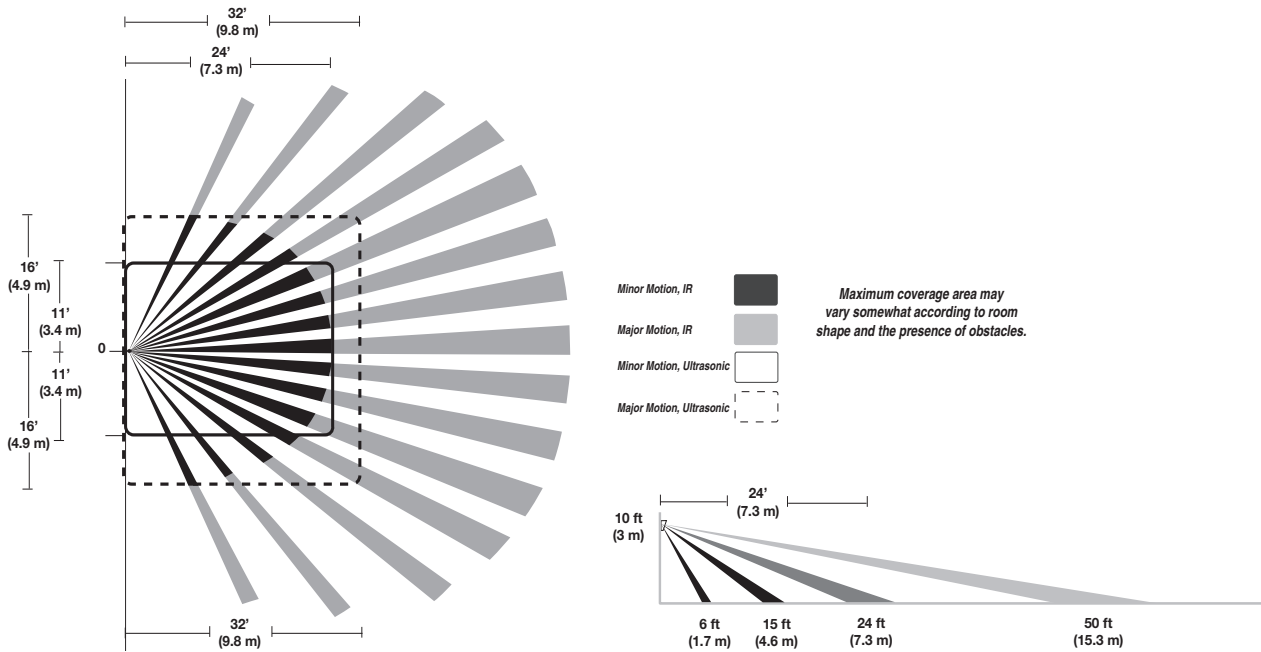 32’
(9.8 m)
24’
(7.3 m)
16’
(4.9 m)
11’
(3.4 m)
0
11’
(3.4 m)
16’
(4.9 m)
32’
(9.8 m)
Minor Motion, IR
Major Motion, IR
Minor Motion, Ultrasonic
Major Motion, Ultrasonic
Maximum coverage area may
vary somewhat according to room
shape and the presence of obstacles.
24’
(7.3 m)
10 ft
(3 m)
6 ft
(1.7 m)
15 ft
(4.6 m)
24 ft
(7.3 m)
50 ft
(15.3 m)